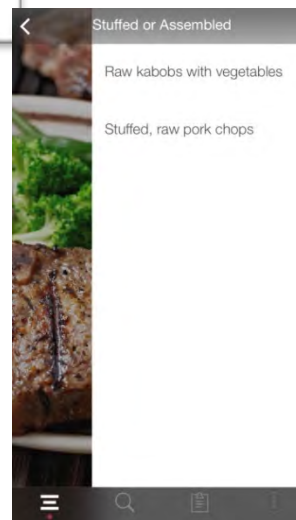 Stuffed or Assembled
Raw kabobs with vegetables
Stuffed, raw pork chops